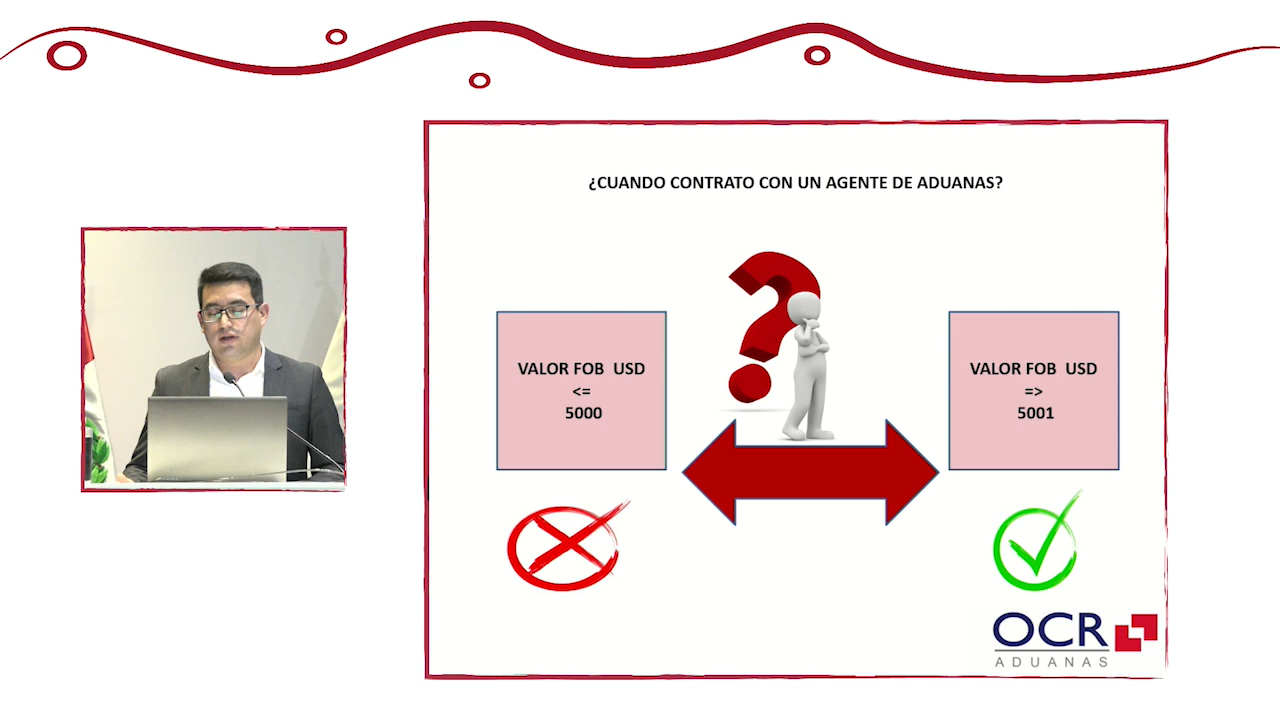 ¿CUANDO CONTRATO CON UN AGENTE DE ADUANAS?
VALOR FOB USD
<=
5000
VALOR FOB USD
=>
5001
OCR
ADUANAS